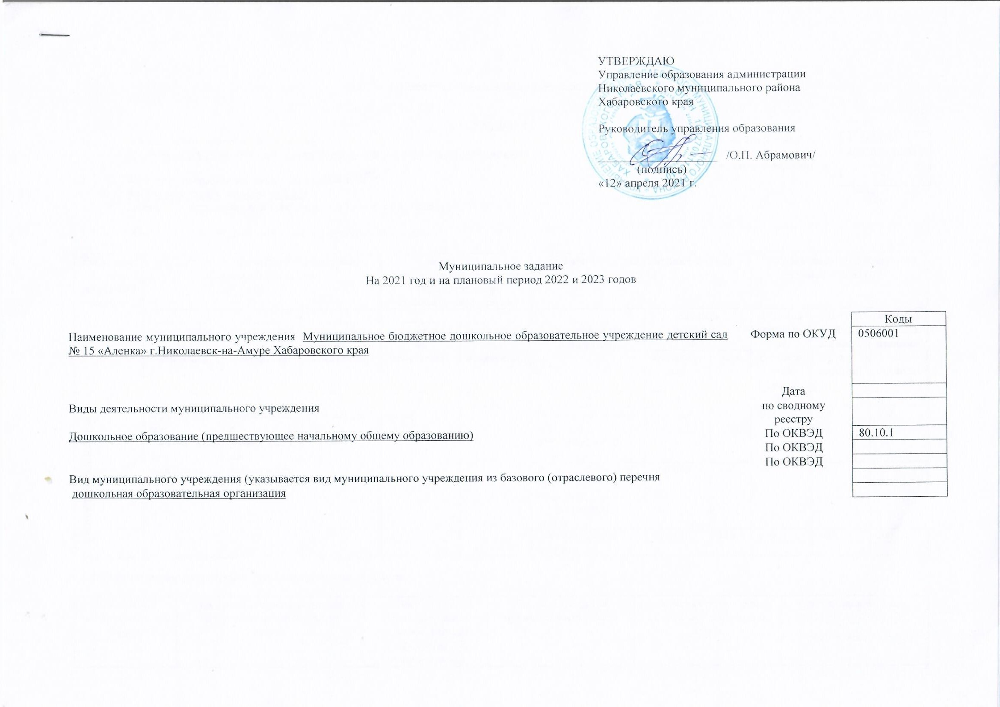 УТВЕРЖДАЮ
Управление образования администрации
Николаевского муниципального района
Хабаровского края
Руководитель управления образования
/О.П. Абрамович/
(подпись)
«12» апреля 2021 г.
Муниципальное задание
На 2021 год и на плановый период 2022 и 2023 годов
Коды
Наименование муниципального учреждения Муниципальное бюджетное дошкольное образовательное учреждение детский сад
№ 15 «Аленка» г.Николаевск-на-Амуре Хабаровского края
Форма по ОКУД 0506001
Дата
Виды деятельности муниципального учреждения
по сводному
реестру
Дошкольное образование (предшествующее начальному общему образованию)
По ОКВЭД 80.10.1
По ОКВЭД
По ОКВЭД
Вид муниципального учреждения (указывается вид муниципального учреждения из базового (отраслевого) перечня
дошкольная образовательная организация